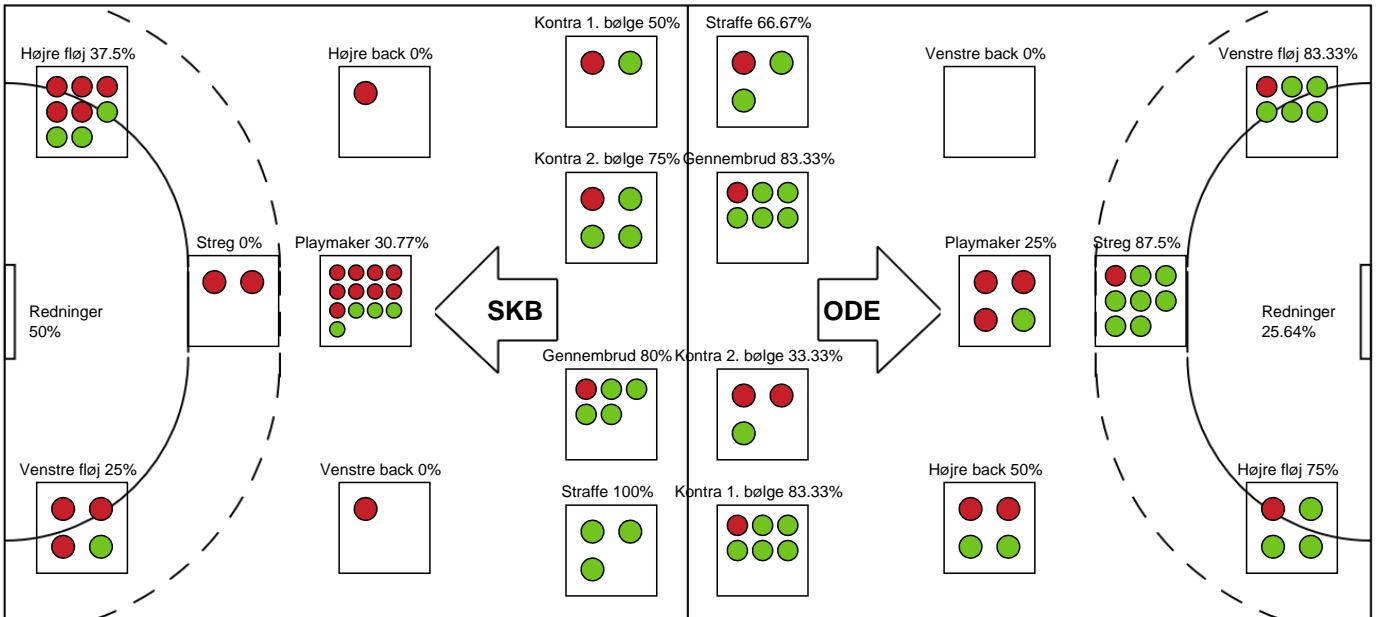 Kontra 1. bølge 50%
Straffe 66.67%
Højre fløj 37.5%
Højre back 0%
Venstre back 0%
Venstre fløj 83.33%
Kontra 2. bølge 75%
Gennembrud 83.33%
Streg 0%
Playmaker 30.77%
Playmaker 25%
Streg 87.5%
Redninger
50%
SKB
ODE
Redninger
25.64%
Gennembrud 80%
Kontra 2. bølge 33.33%
Venstre fløj 25%
Venstre back 0%
Straffe 100%
Kontra 1. bølge 83.33%
Højre back 50%
Højre fløj 75%